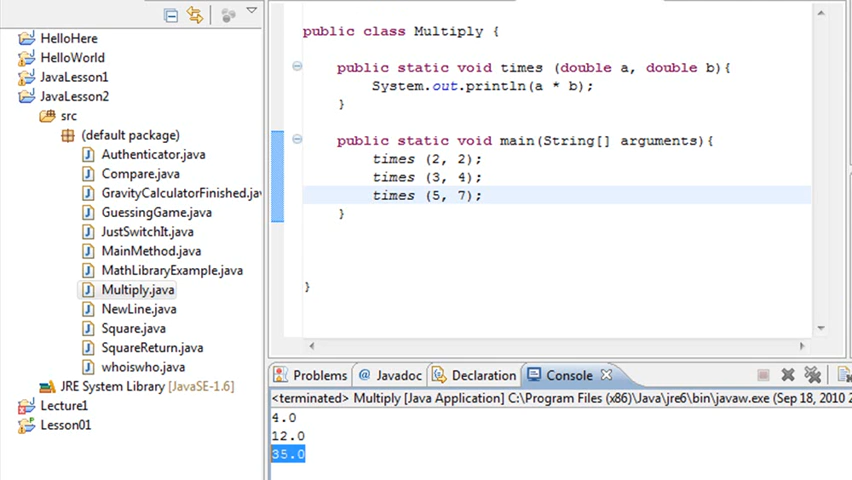 HelloHere
HelloWorld
JavaLesson1
JavaLesson2
src
(default package)
Authenticator.java
Compare.java
GravityCalculatorFinished.jav
GuessingGame.java
JustSwitchIt.java
MainMethod.java
MathLibraryExample.java
Multiply.java
NewLine.java
Square.java
SquareReturn.java
whoiswho.java
JRE System Library [JavaSE-1.6]
Lecture1
Lesson01
public class Multiply {
public static void times (double a, double b){
System.out.println(a * b);
}
public static void main(String[] arguments){
times (2, 2);
times (3, 4);
times (5, 7);
}
}
Problems @ Javadoc Declaration Console
<terminated> Multiply [Java Application] C:\Program Files (x86)\Java\jre6\bin\javaw.exe (Sep 18, 2010 2
4.0
12.0
35.0